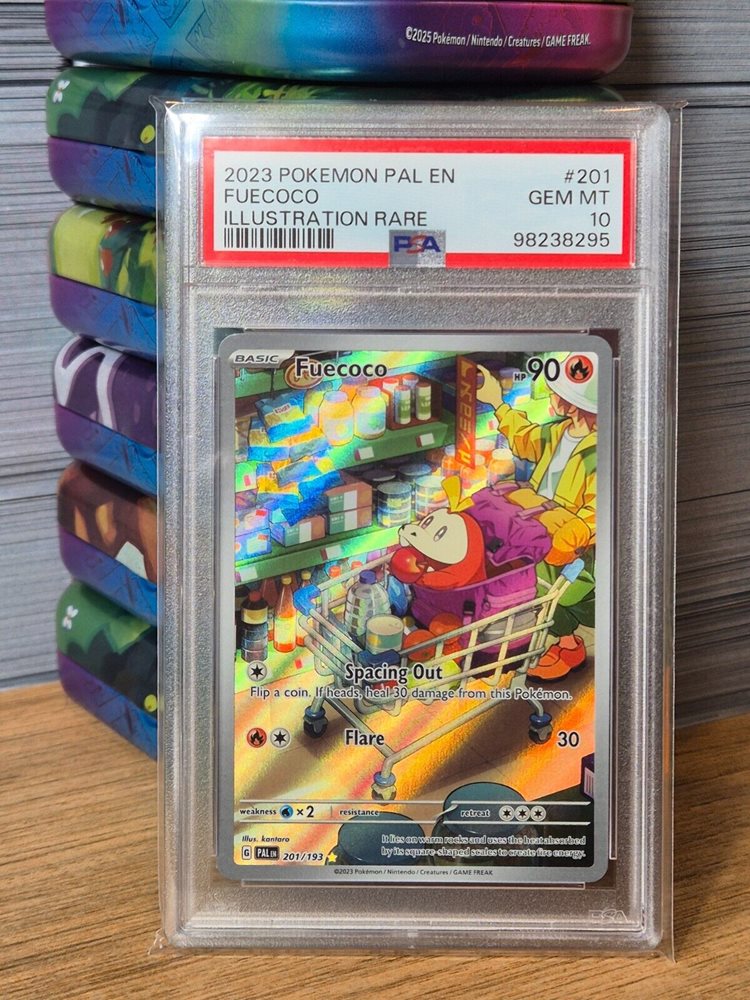 ©2025 Pokémon / Nintendo / Creatures / GAME FREAK.
2023 POKEMON PAL EN #201
FUECOCO GEM MT
ILLUSTRATION RARE 10
PSA 98238295
BASIC Fuecoco HP 90
Spacing Out
Flip a coin. If heads, heal 30 damage from this Pokémon.
Flare 30
weakness ×2 resistance retreat
Illus. kantaro
It lies on warm rocks and uses the heat absorbed
by its square-shaped scales to create fire energy.
G PAL EN 201/193
©2023 Pokémon / Nintendo / Creatures / GAME FREAK
PSA